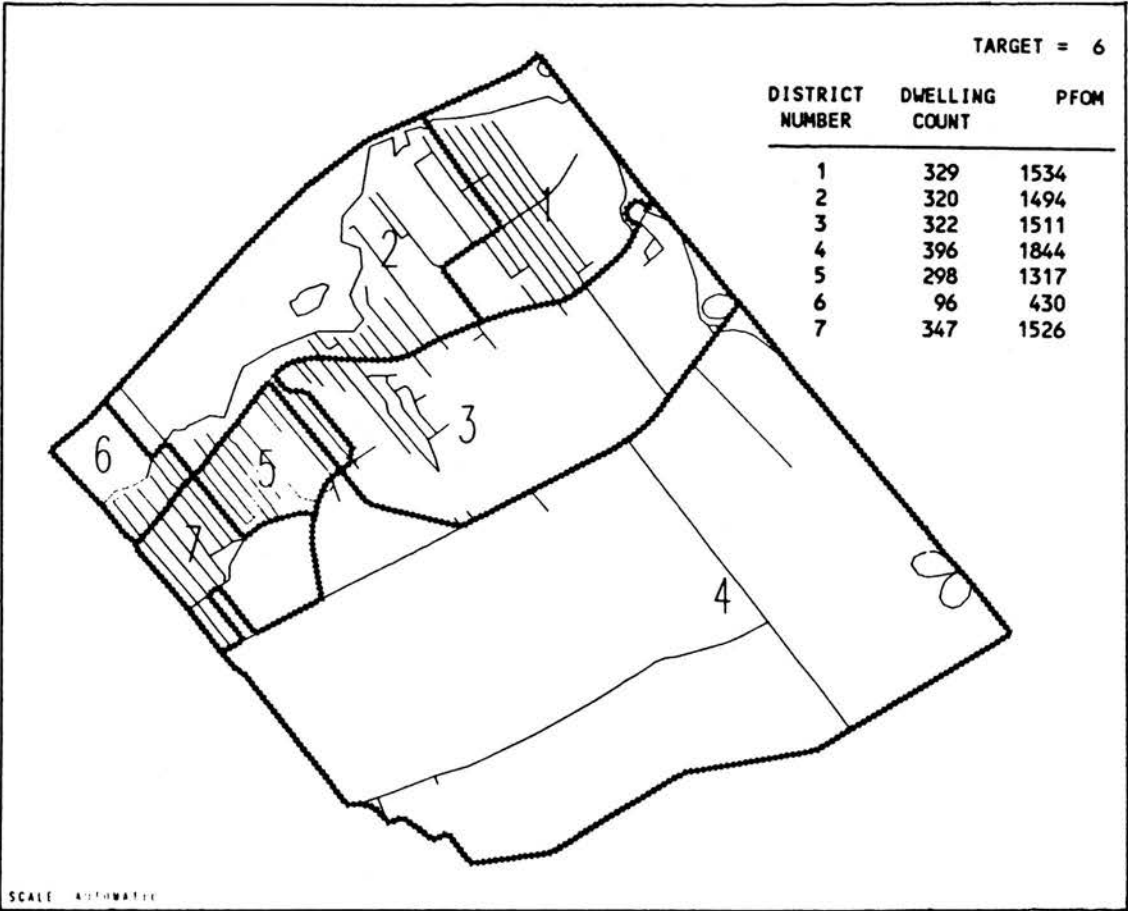 TARGET = 6
DISTRICT NUMBER DWELLING COUNT PFOM
1 329 1534
2 320 1494
3 322 1511
4 396 1844
5 298 1317
6 96 430
7 347 1526
1
2
3
6
5
7
4
SCALE AUTOMATIC